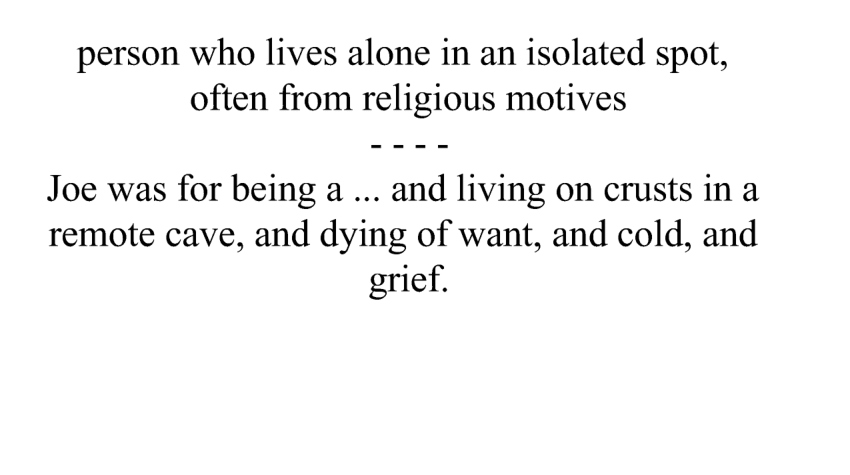 person who lives alone in an isolated spot,
often from religious motives
- - - -
Joe was for being a ... and living on crusts in a
remote cave, and dying of want, and cold, and
grief.